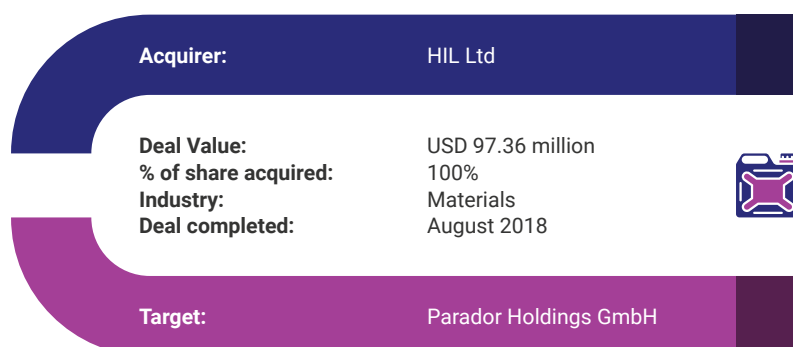 Acquirer: HIL Ltd
Deal Value: USD 97.36 million
% of share acquired: 100%
Industry: Materials
Deal completed: August 2018
Target: Parador Holdings GmbH